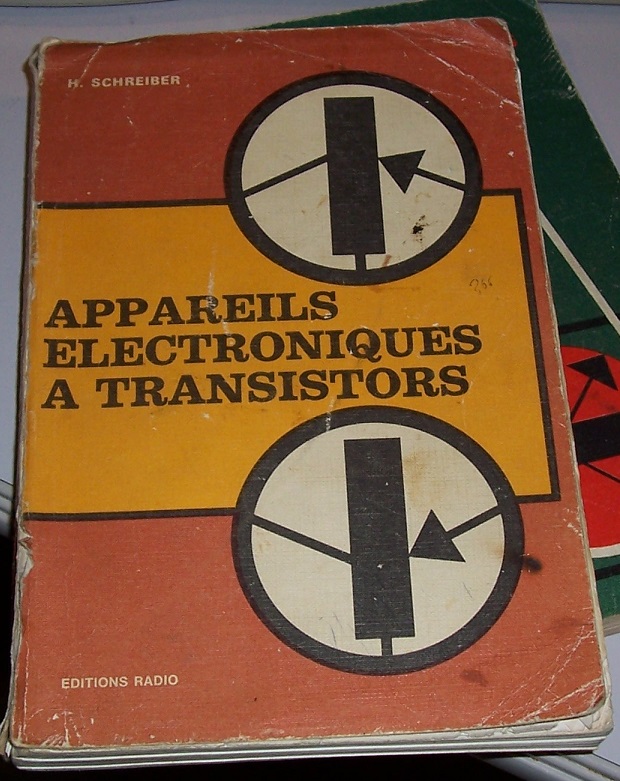 H. SCHREIBER
APPAREILS
ELECTRONIQUES
A TRANSISTORS
EDITIONS RADIO